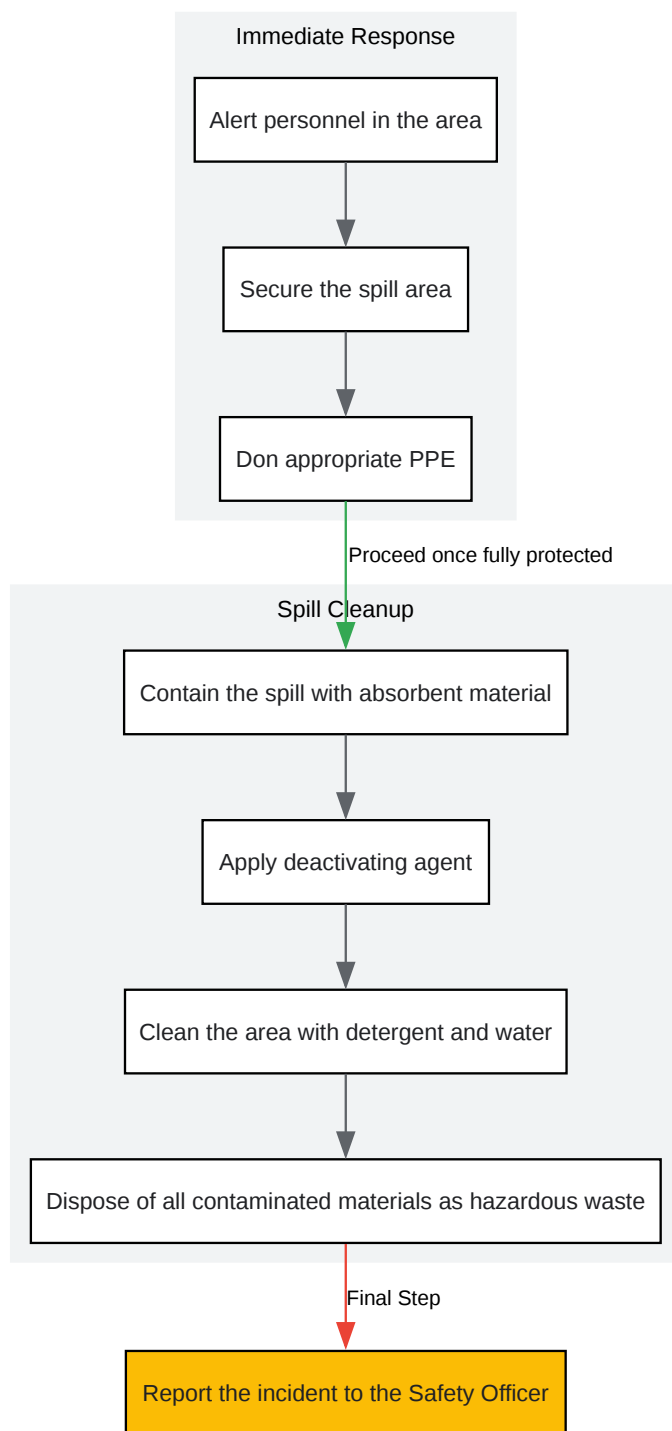 Immediate Response
Alert personnel in the area
Secure the spill area
Don appropriate PPE
Proceed once fully protected
Spill Cleanup
Contain the spill with absorbent material
Apply deactivating agent
Clean the area with detergent and water
Dispose of all contaminated materials as hazardous waste
Final Step
Report the incident to the Safety Officer